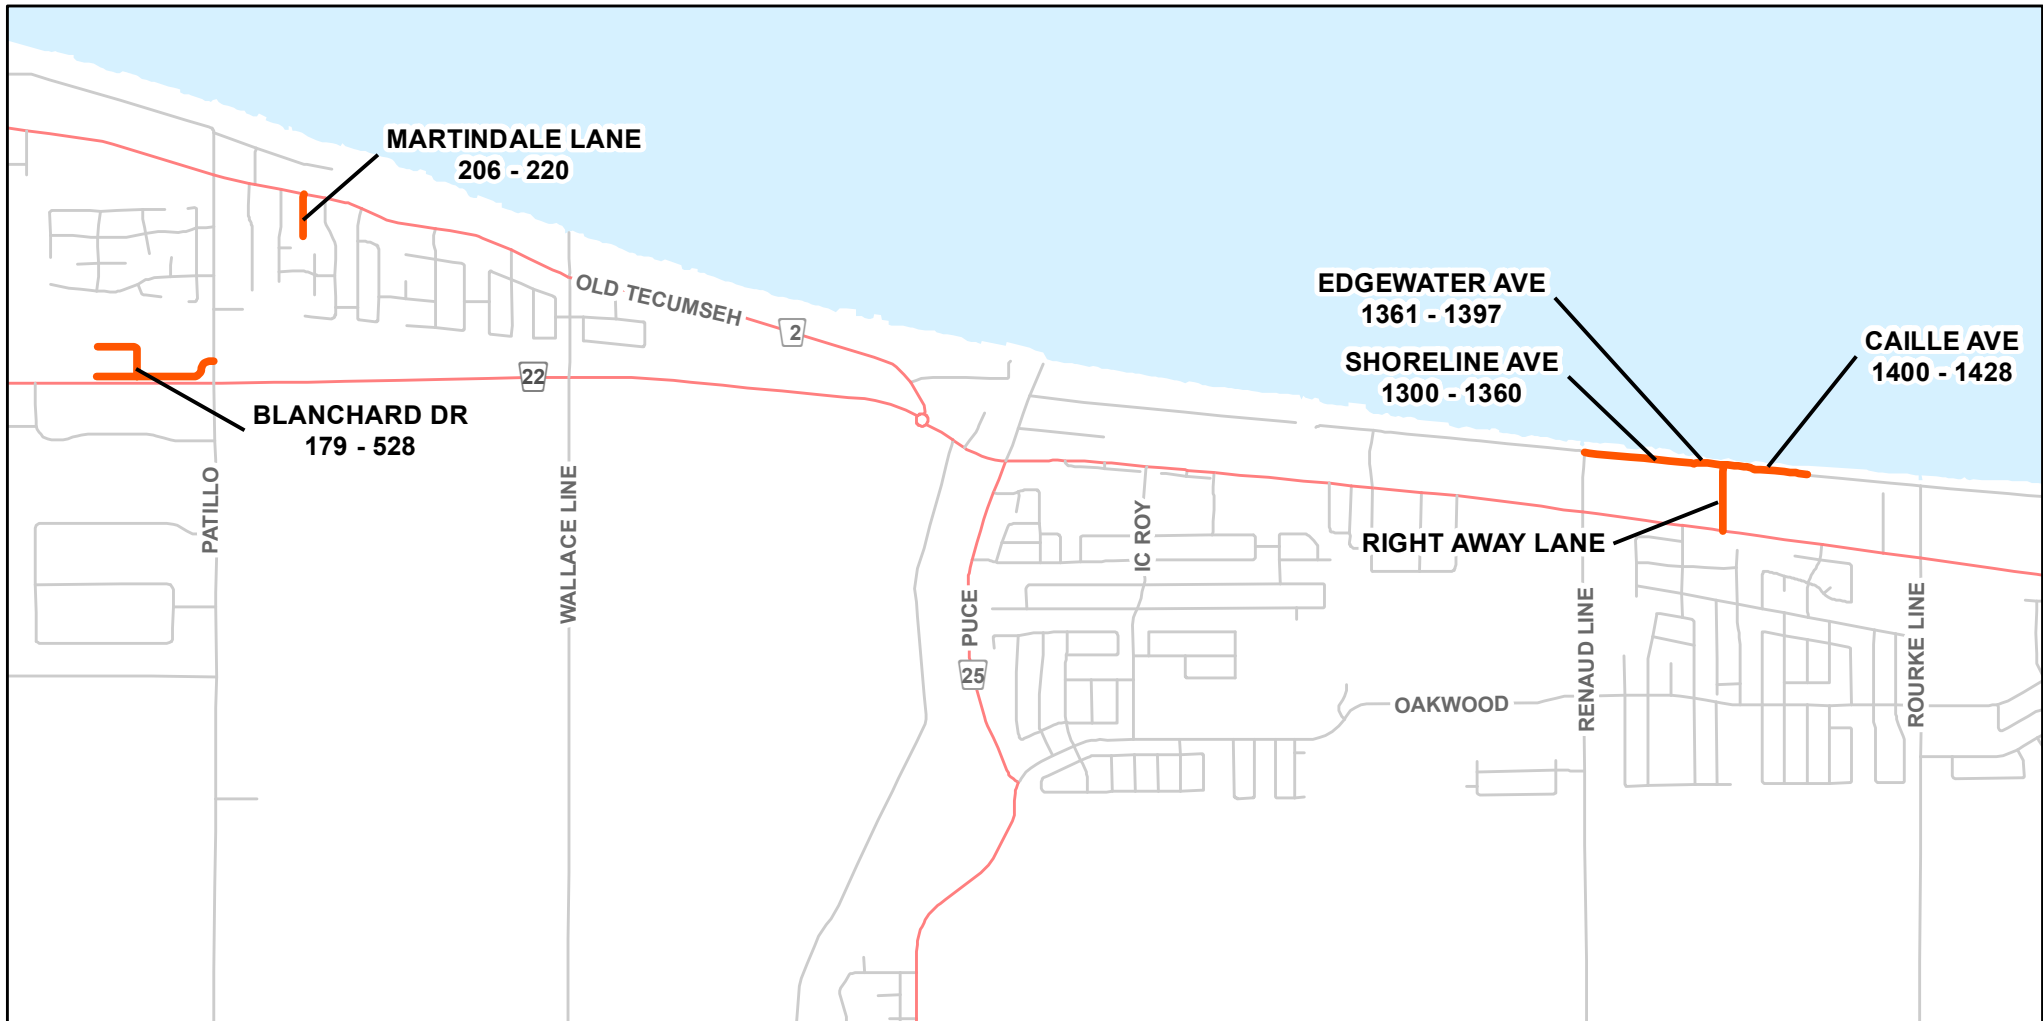 MARTINDALE LANE
206 - 220
OLD TECUMSEH
2
EDGEWATER AVE
1361 - 1397
SHORELINE AVE
1300 - 1360
CAILLE AVE
1400 - 1428
22
BLANCHARD DR
179 - 528
PATILLO
WALLACE LINE
IC ROY
RIGHT AWAY LANE
PUCE
25
RENAUD LINE
ROURKE LINE
OAKWOOD